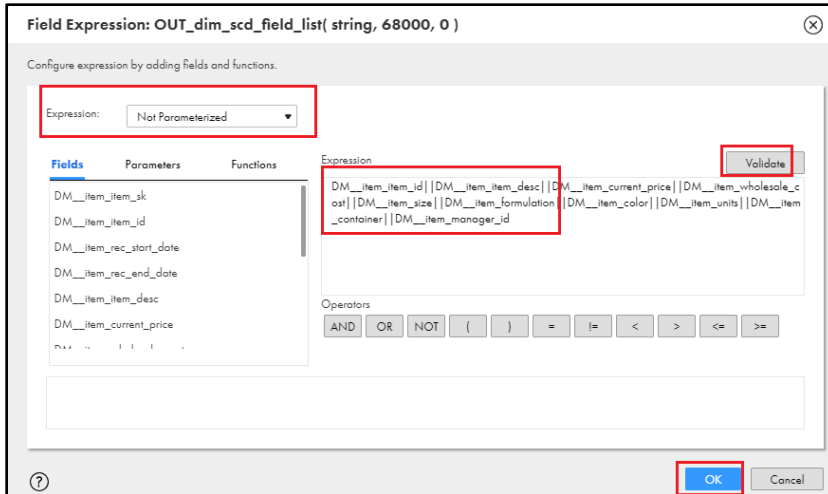 Field Expression: OUT_dim_scd_field_list( string, 68000, 0 )
Configure expression by adding fields and functions.
Expression: Not Parameterized
Fields Parameters Functions
Expression
Validate
DM__item_item_sk
DM__item_item_id
DM__item_rec_start_date
DM__item_rec_end_date
DM__item_item_desc
DM__item_current_price
DM__item_item_id||DM__item_item_desc||DM__item_current_price||DM__item_wholesale_c
ost||DM__item_size||DM__item_formulation||DM__item_color||DM__item_units||DM__item
_container||DM__item_manager_id
Operators
AND OR NOT ( ) = != < > <= >=
?
OK Cancel